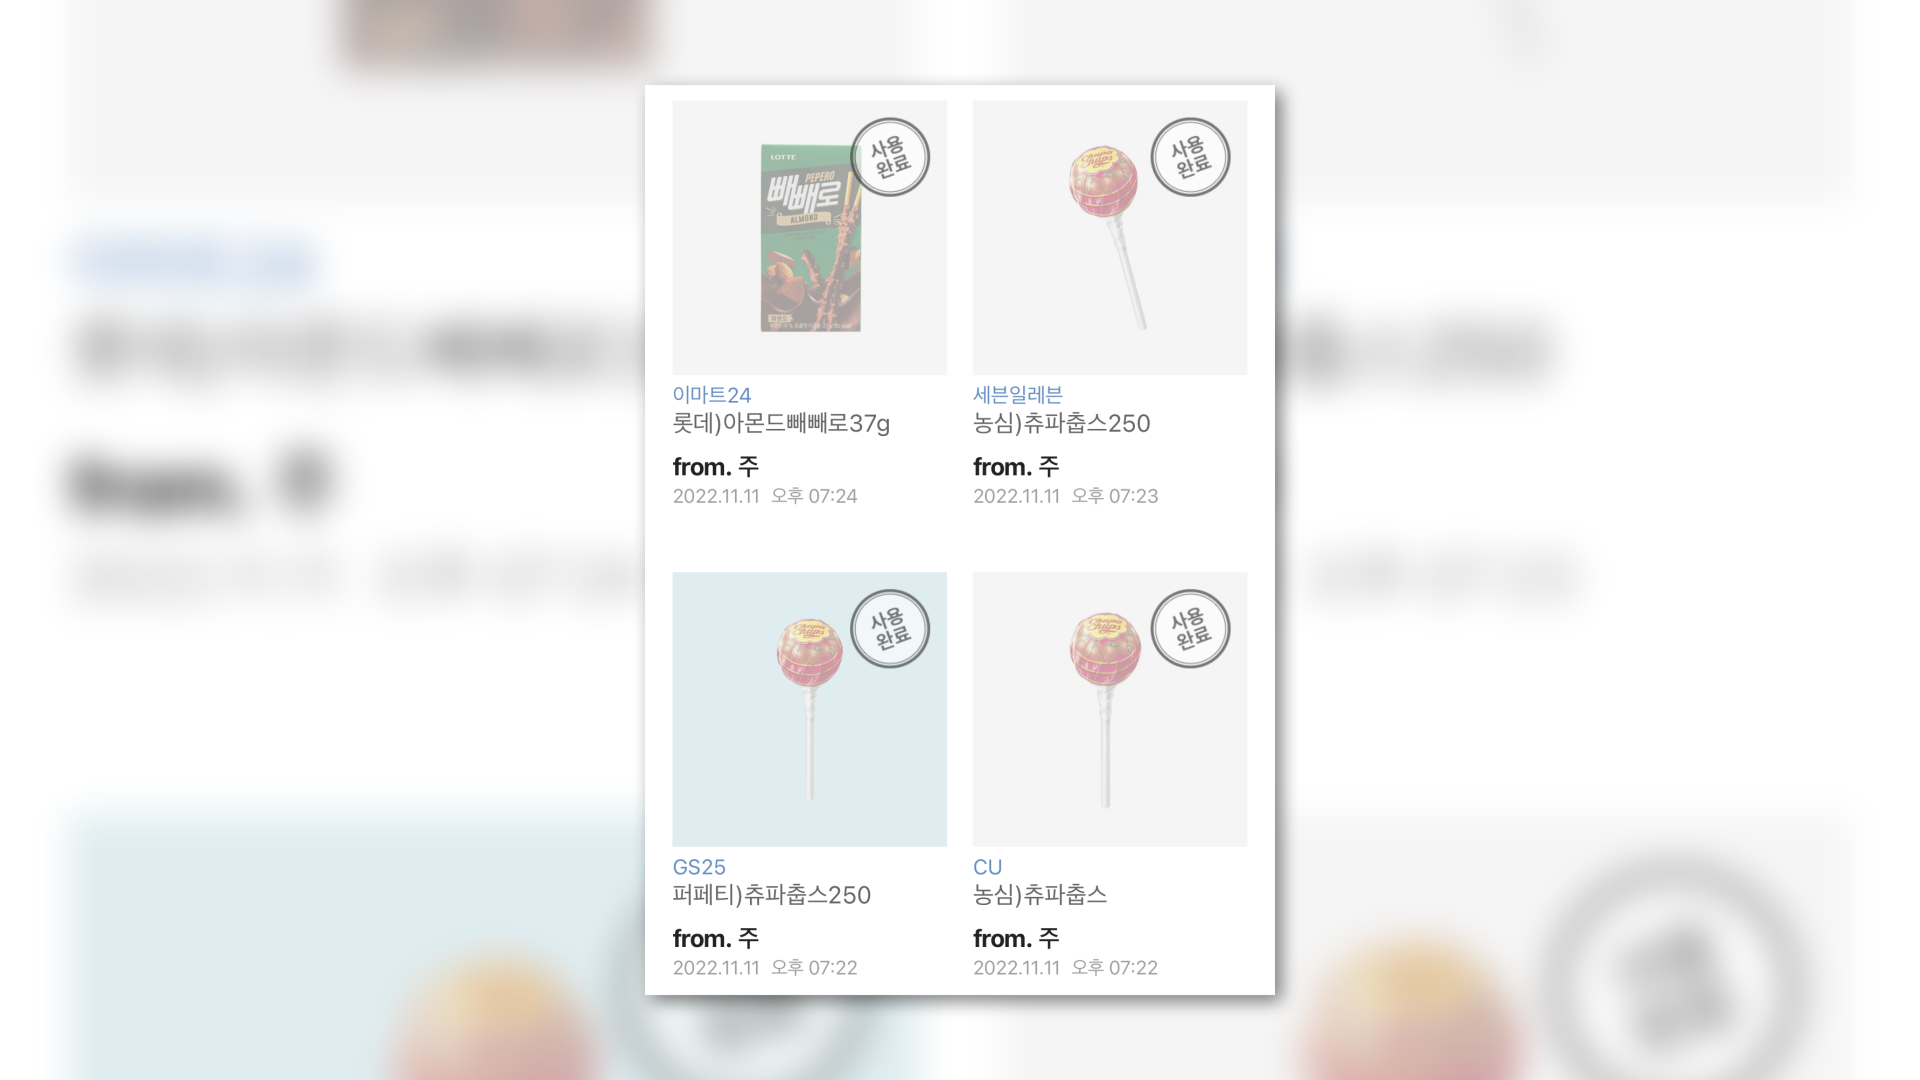 LOTTE
PEPERO
빼빼로
ALMOND
사용
완료
이마트24
롯데)아몬드빼빼로37g
from. 주
2022.11.11 오후 07:24
Chupa
Chups
사용
완료
세븐일레븐
농심)츄파춥스250
from. 주
2022.11.11 오후 07:23
Chupa
Chups
사용
완료
GS25
퍼페티)츄파춥스250
from. 주
2022.11.11 오후 07:22
Chupa
Chups
사용
완료
CU
농심)츄파춥스
from. 주
2022.11.11 오후 07:22